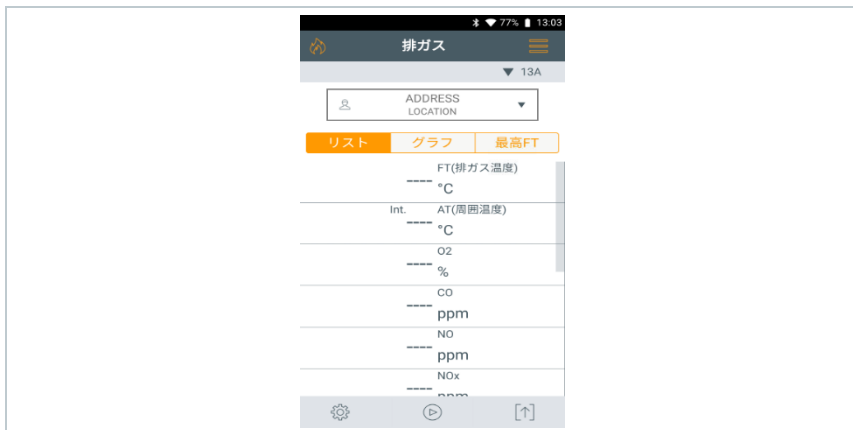 77% 13:03
排ガス
▼ 13A
ADDRESS
LOCATION
リスト グラフ 最高FT
FT(排ガス温度)
---- °C
Int. AT(周囲温度)
---- °C
O2
---- %
CO
---- ppm
NO
---- ppm
NOx
---- ppm